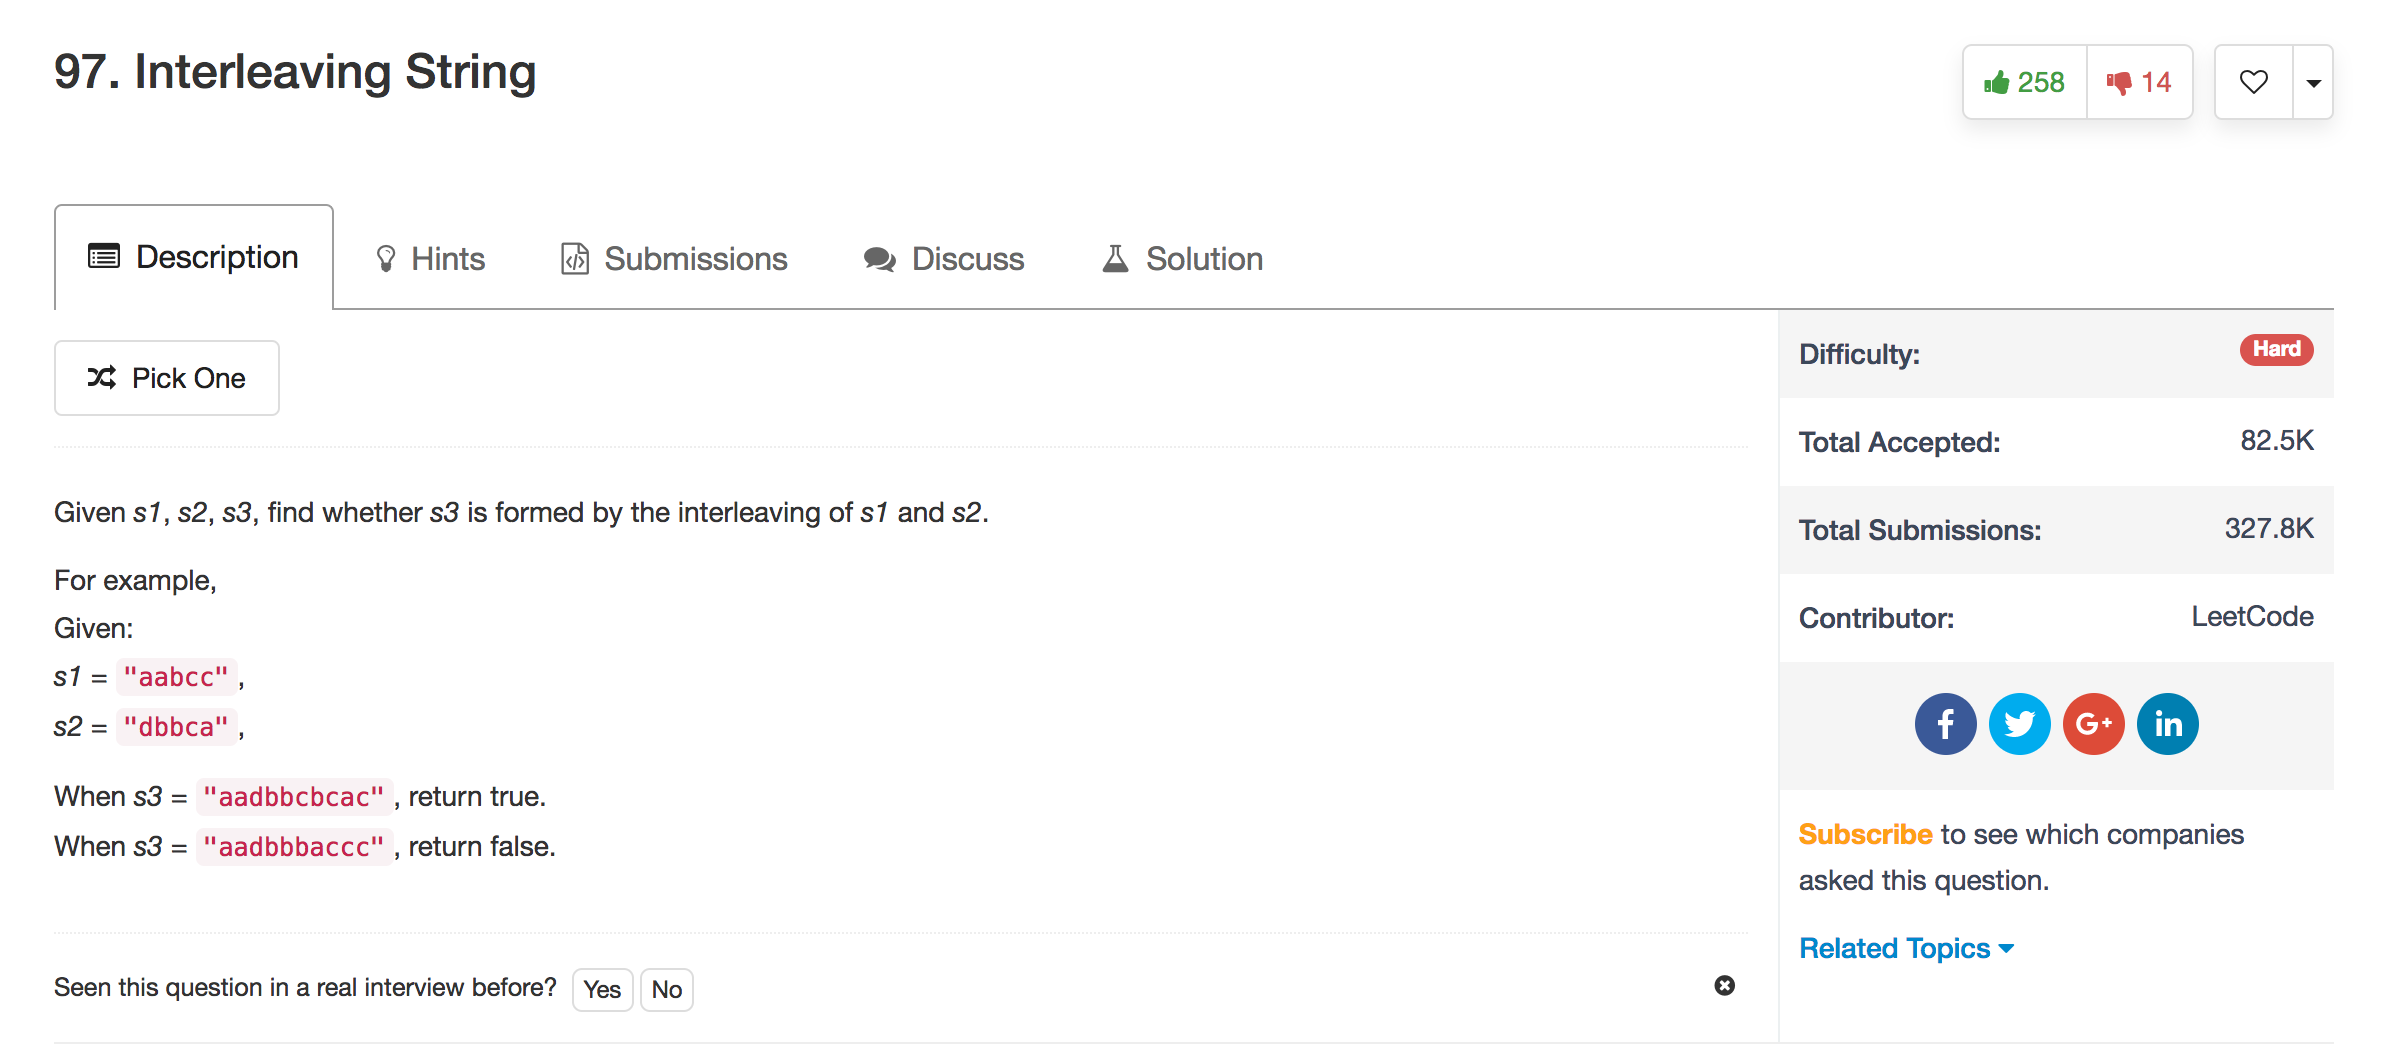 97. Interleaving String
258
14
Description
Hints
Submissions
Discuss
Solution
Pick One
Given s1, s2, s3, find whether s3 is formed by the interleaving of s1 and s2.
For example,
Given:
s1 = "aabcc",
s2 = "dbbca",
When s3 = "aadbbcbcac", return true.
When s3 = "aadbbbaccc", return false.
Seen this question in a real interview before? Yes No
Difficulty: Hard
Total Accepted: 82.5K
Total Submissions: 327.8K
Contributor: LeetCode
f
G+
in
Subscribe to see which companies
asked this question.
Related Topics